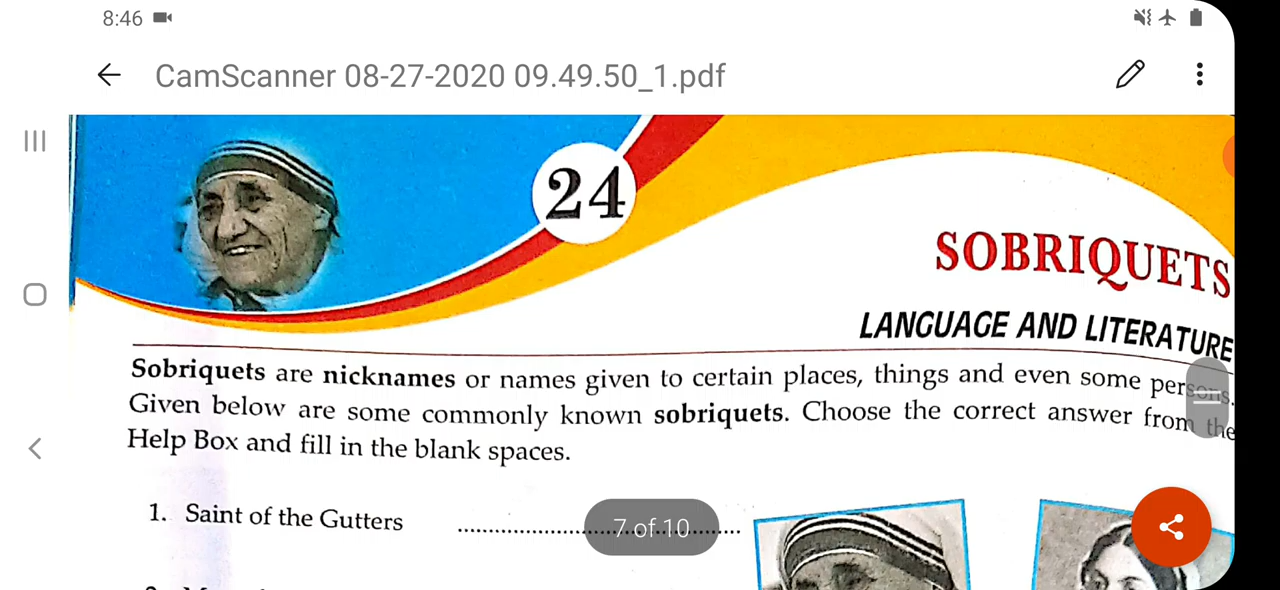 8:46
CamScanner 08-27-2020 09.49.50_1.pdf
24
SOBRIQUETS
LANGUAGE AND LITERATURE
Sobriquets are nicknames or names given to certain places, things and even some persons.
Given below are some commonly known sobriquets. Choose the correct answer from the
Help Box and fill in the blank spaces.
1. Saint of the Gutters ..............................
7 of 10